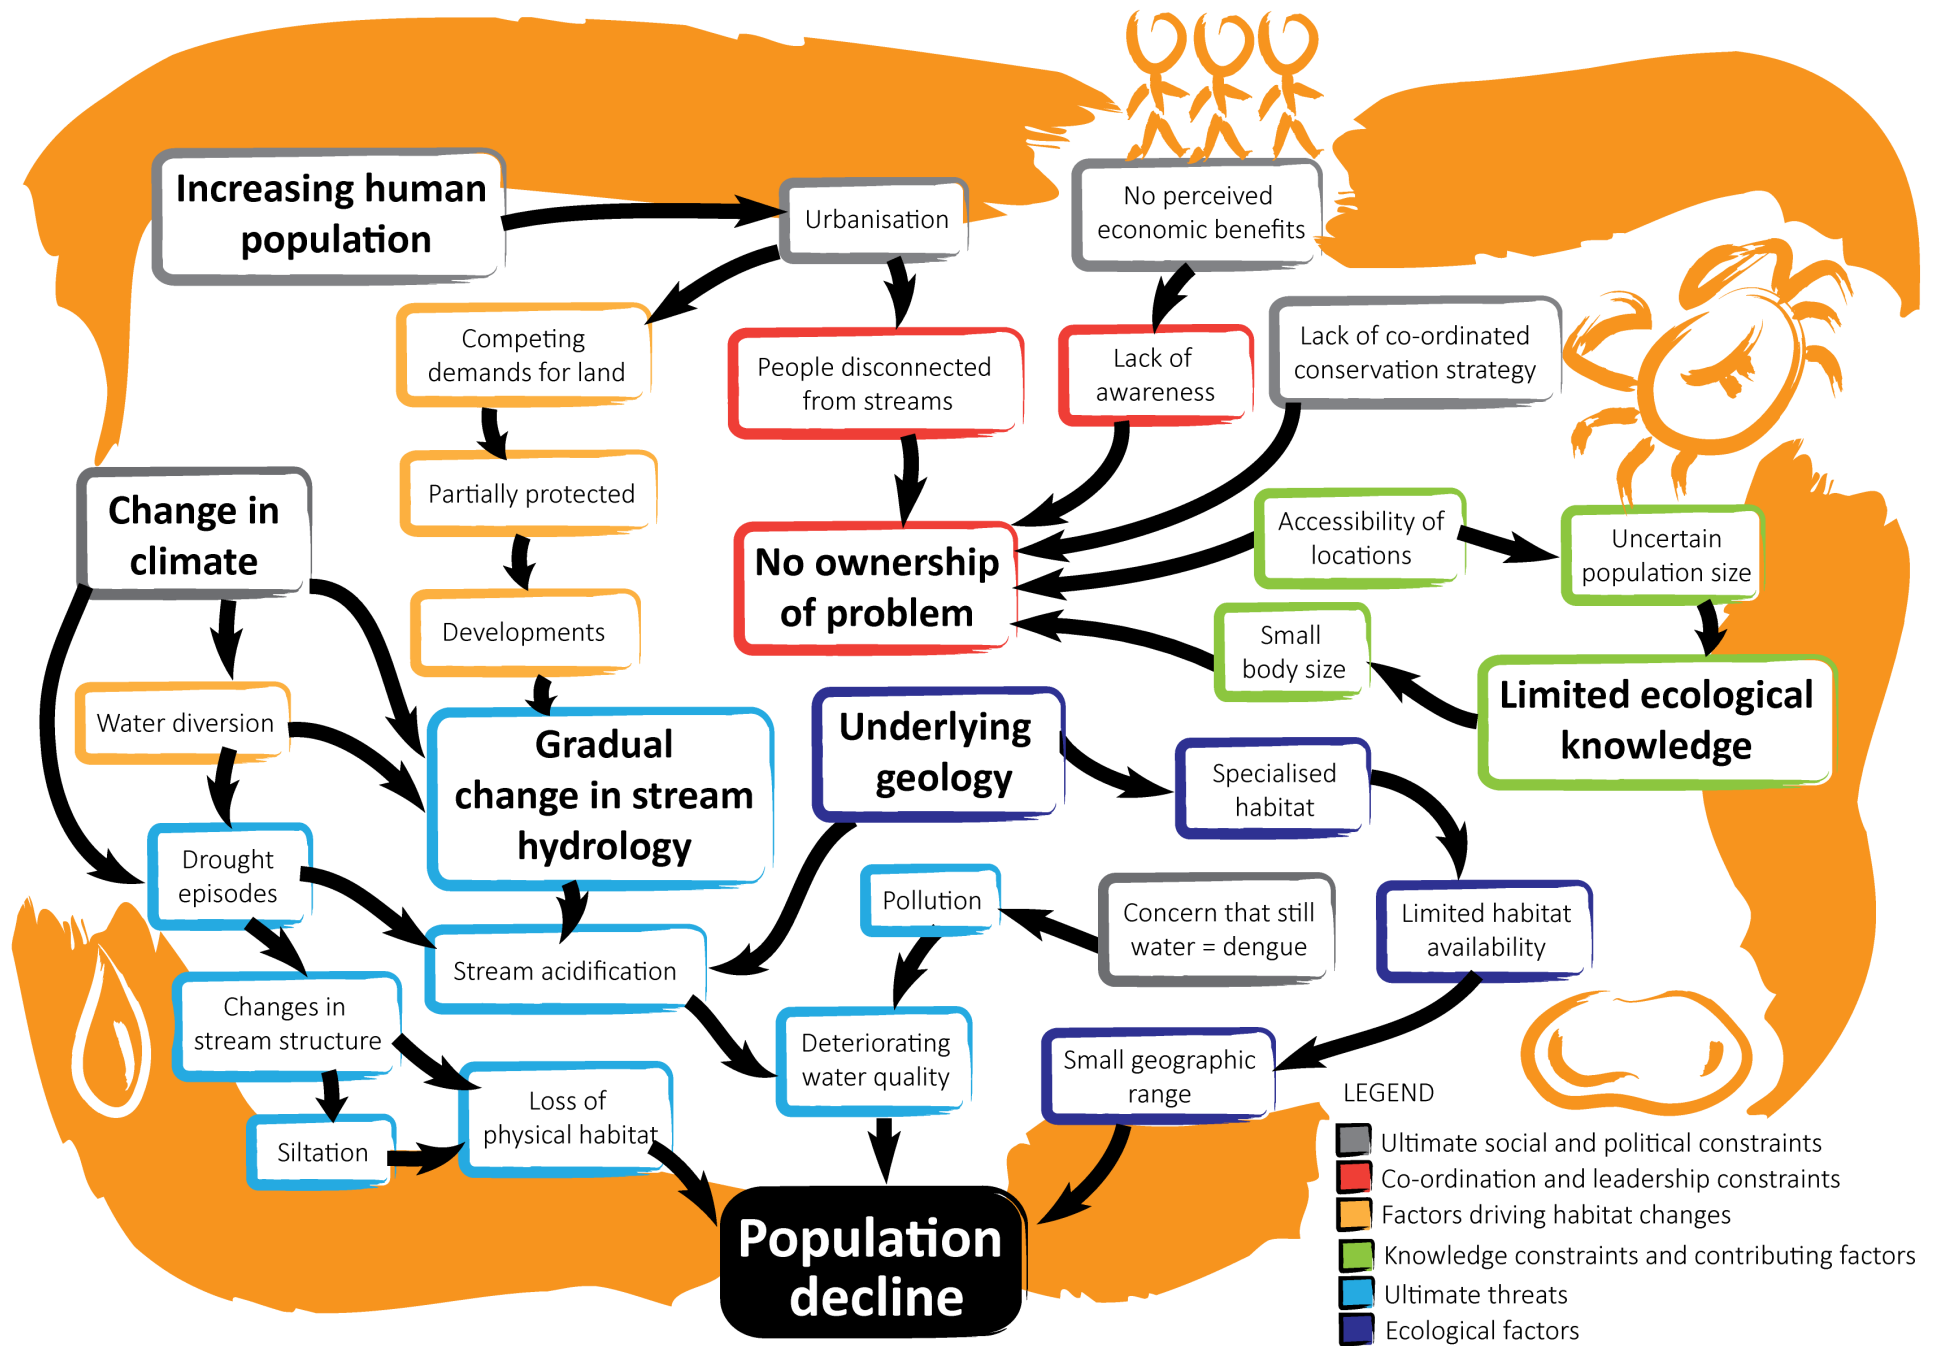 Increasing human
population
Urbanisation
No perceived
economic benefits
Competing
demands for land
People disconnected
from streams
Lack of
awareness
Lack of co-ordinated
conservation strategy
Change in
climate
Partially protected
No ownership
of problem
Accessibility of
locations
Uncertain
population size
Developments
Small
body size
Limited ecological
knowledge
Water diversion
Gradual
change in stream
hydrology
Underlying
geology
Specialised
habitat
Drought
episodes
Pollution
Concern that still
water = dengue
Limited habitat
availability
Stream acidification
Changes in
stream structure
Deteriorating
water quality
Small geographic
range
Loss of
physical habitat
Siltation
Population
decline
LEGEND
Ultimate social and political constraints
Co-ordination and leadership constraints
Factors driving habitat changes
Knowledge constraints and contributing factors
Ultimate threats
Ecological factors